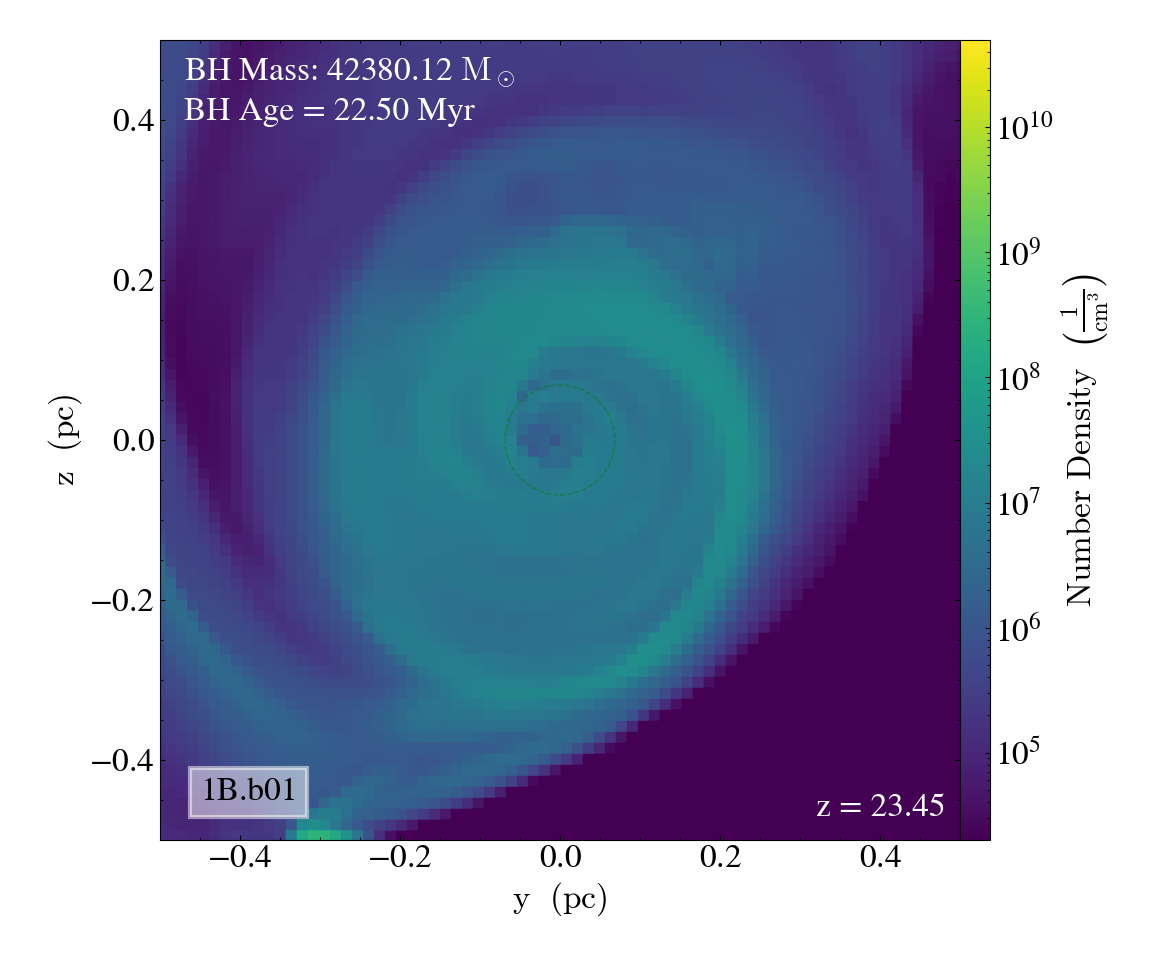 BH Mass: 42380.12 M⊙
BH Age = 22.50 Myr
0.4
0.2
0.0
−0.2
−0.4
z (pc)
1B.b01
z = 23.45
−0.4 −0.2 0.0 0.2 0.4
y (pc)
10¹⁰
10⁹
10⁸
10⁷
10⁶
10⁵
Number Density (1/cm³)